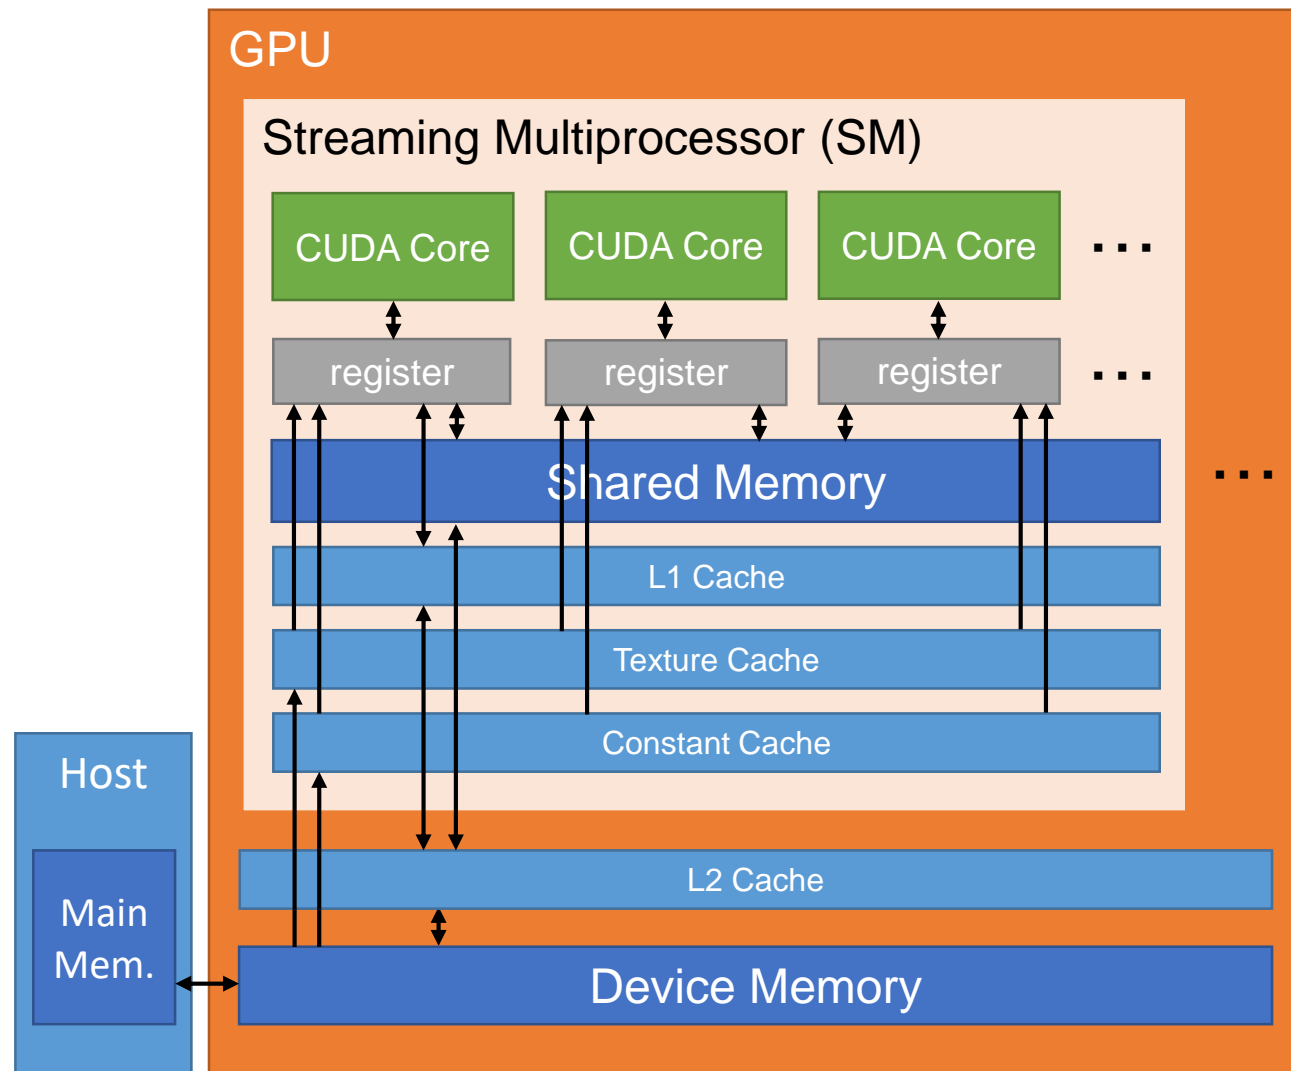 GPU
Streaming Multiprocessor (SM)
CUDA Core
CUDA Core
CUDA Core
...
register
register
register
...
Shared Memory
...
L1 Cache
Texture Cache
Constant Cache
Host
L2 Cache
Main
Mem.
Device Memory